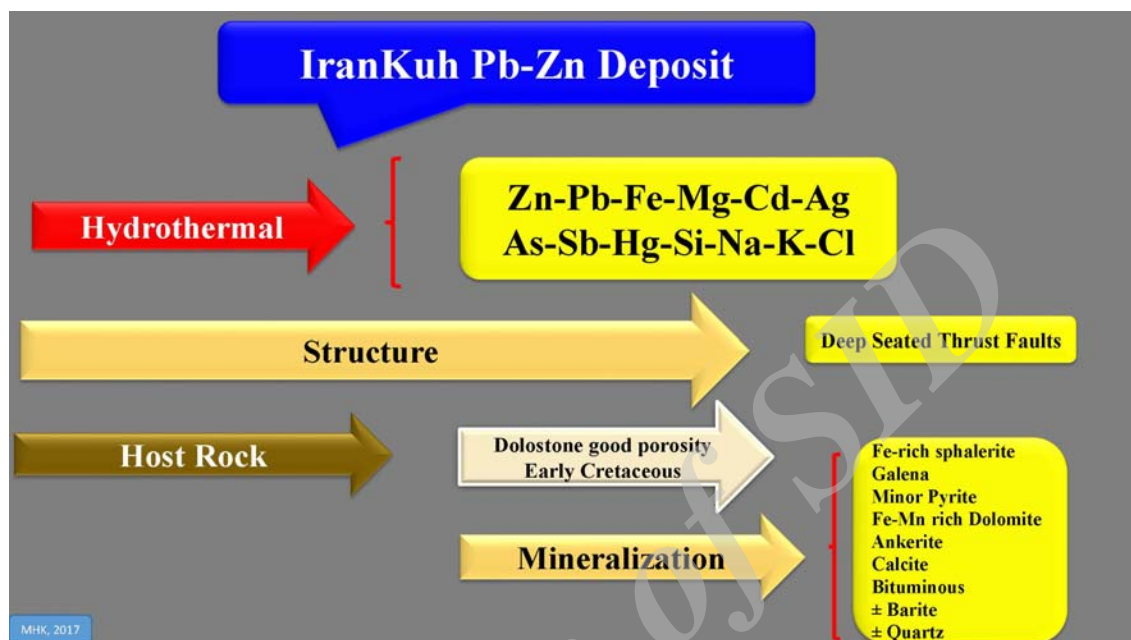 IranKuh Pb-Zn Deposit
Hydrothermal
Zn-Pb-Fe-Mg-Cd-Ag
As-Sb-Hg-Si-Na-K-Cl
Structure
Deep Seated Thrust Faults
Host Rock
Dolostone good porosity
Early Cretaceous
Mineralization
Fe-rich sphalerite
Galena
Minor Pyrite
Fe-Mn rich Dolomite
Ankerite
Calcite
Bituminous
± Barite
± Quartz
MHK, 2017
of SID